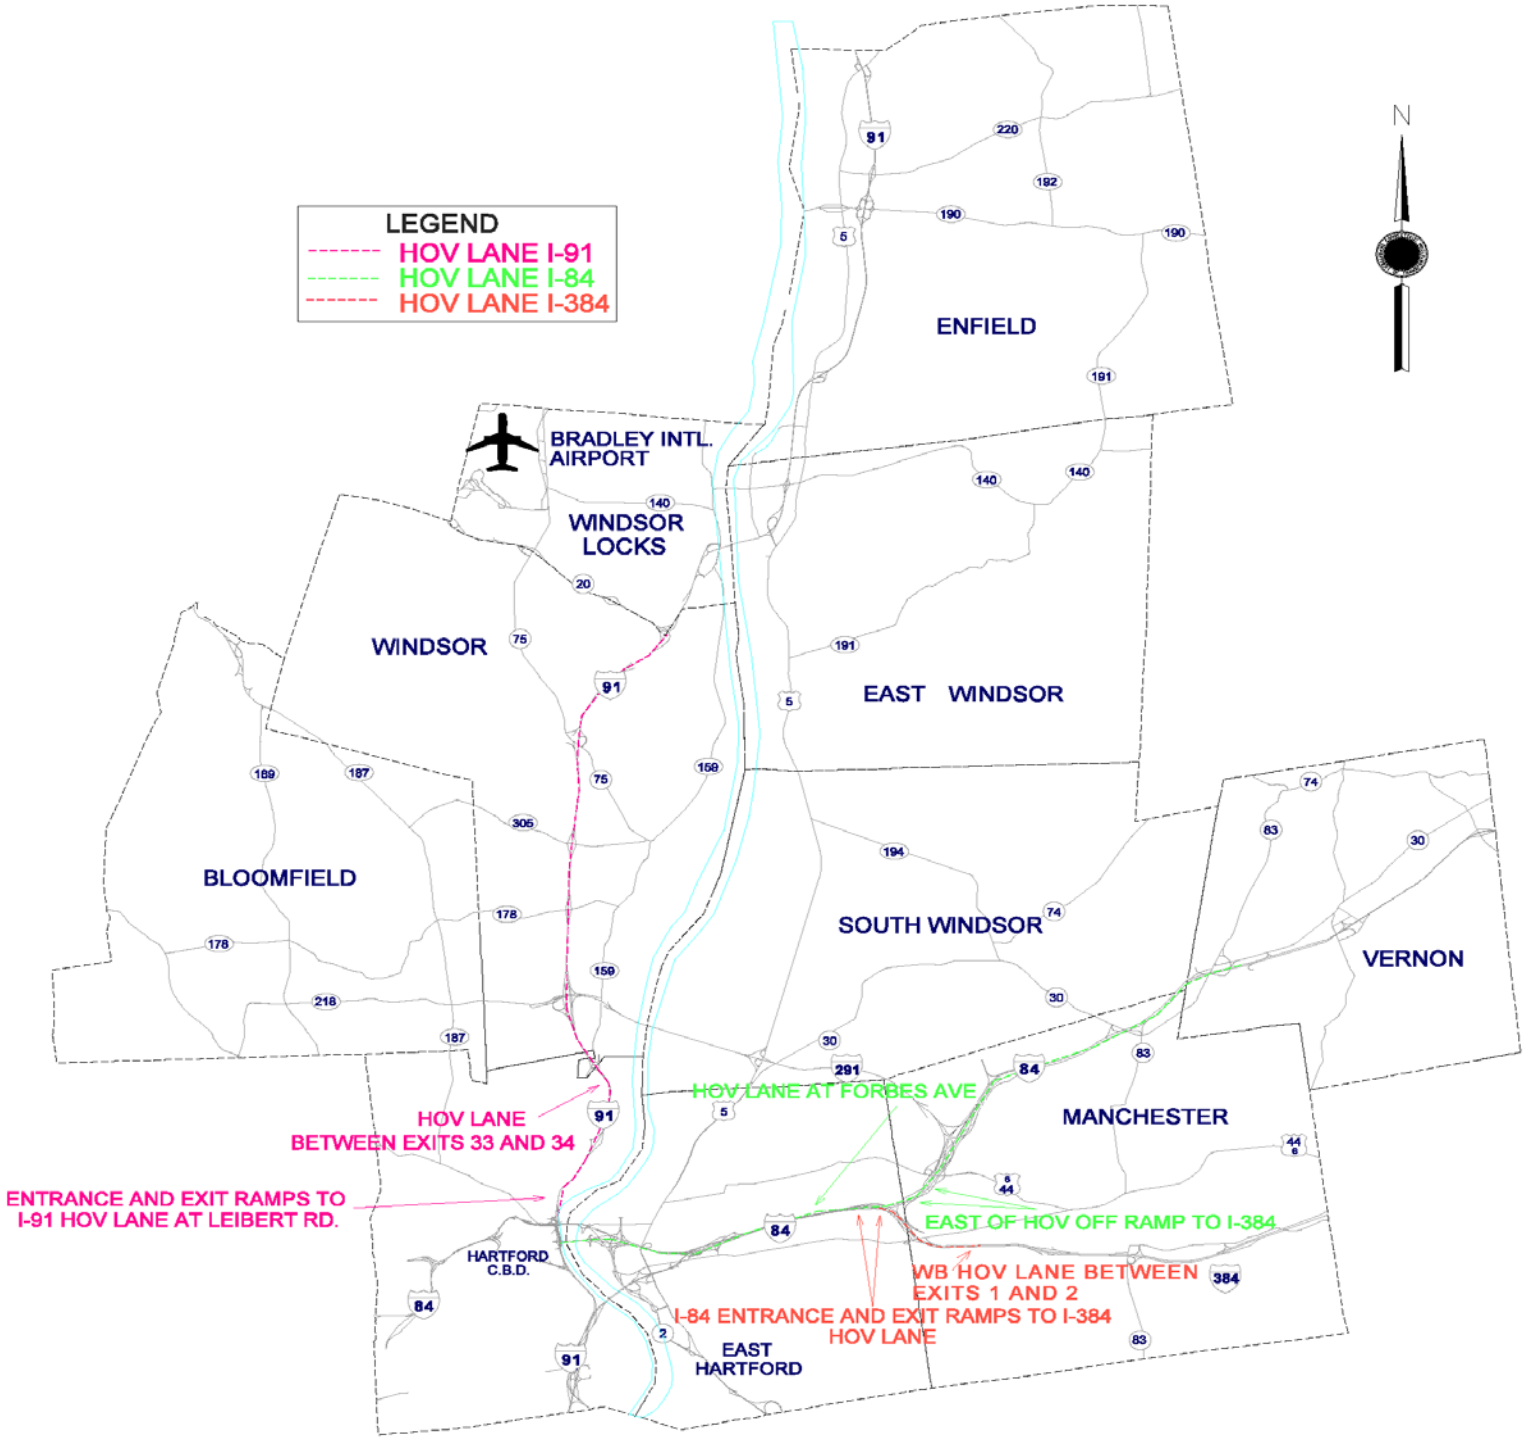 N
91
220
192
190
190
5
LEGEND
HOV LANE I-91
HOV LANE I-84
HOV LANE I-384
ENFIELD
191
BRADLEY INTL.
AIRPORT
140
140
140
WINDSOR
LOCKS
20
75
WINDSOR
191
91
EAST WINDSOR
5
159
189
187
75
74
305
83
30
194
BLOOMFIELD
178
74
SOUTH WINDSOR
178
VERNON
159
218
30
187
30
83
291
84
HOV LANE AT FORBES AVE
HOV LANE
BETWEEN EXITS 33 AND 34
91
5
MANCHESTER
44
6
6
44
ENTRANCE AND EXIT RAMPS TO
I-91 HOV LANE AT LEIBERT RD.
84
EAST OF HOV OFF RAMP TO I-384
HARTFORD
C.B.D.
WB HOV LANE BETWEEN
EXITS 1 AND 2
384
84
I-84 ENTRANCE AND EXIT RAMPS TO I-384
HOV LANE
2
83
EAST
HARTFORD
91